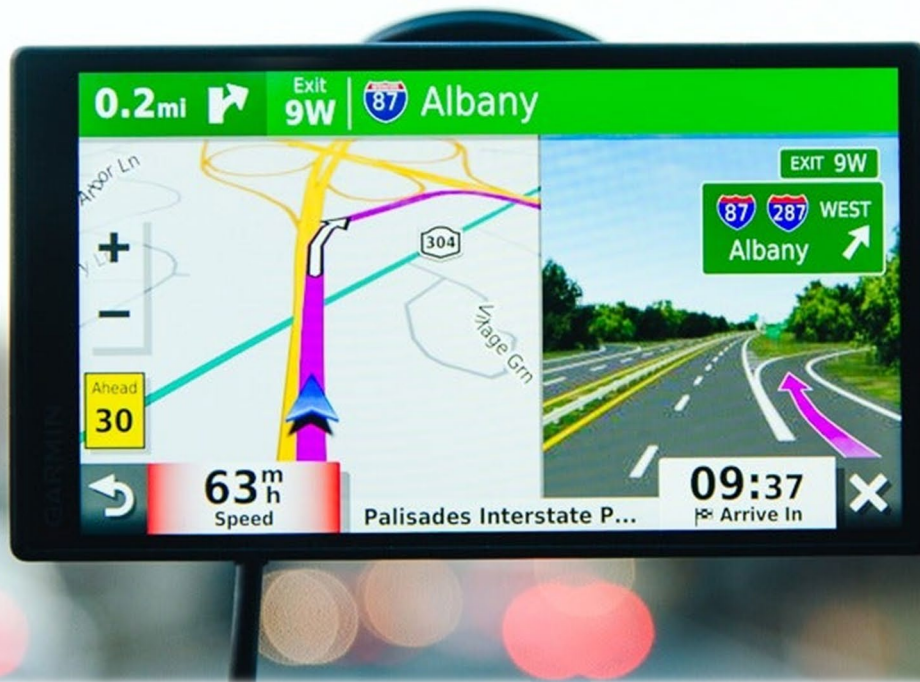 0.2mi
Exit
9W
87 Albany
Arbor Ln
EXIT 9W
87 287 WEST
Albany
304
Village Grn
+
−
Ahead
30
63 mh
Speed
Palisades Interstate P...
09:37
Arrive In
GARMIN